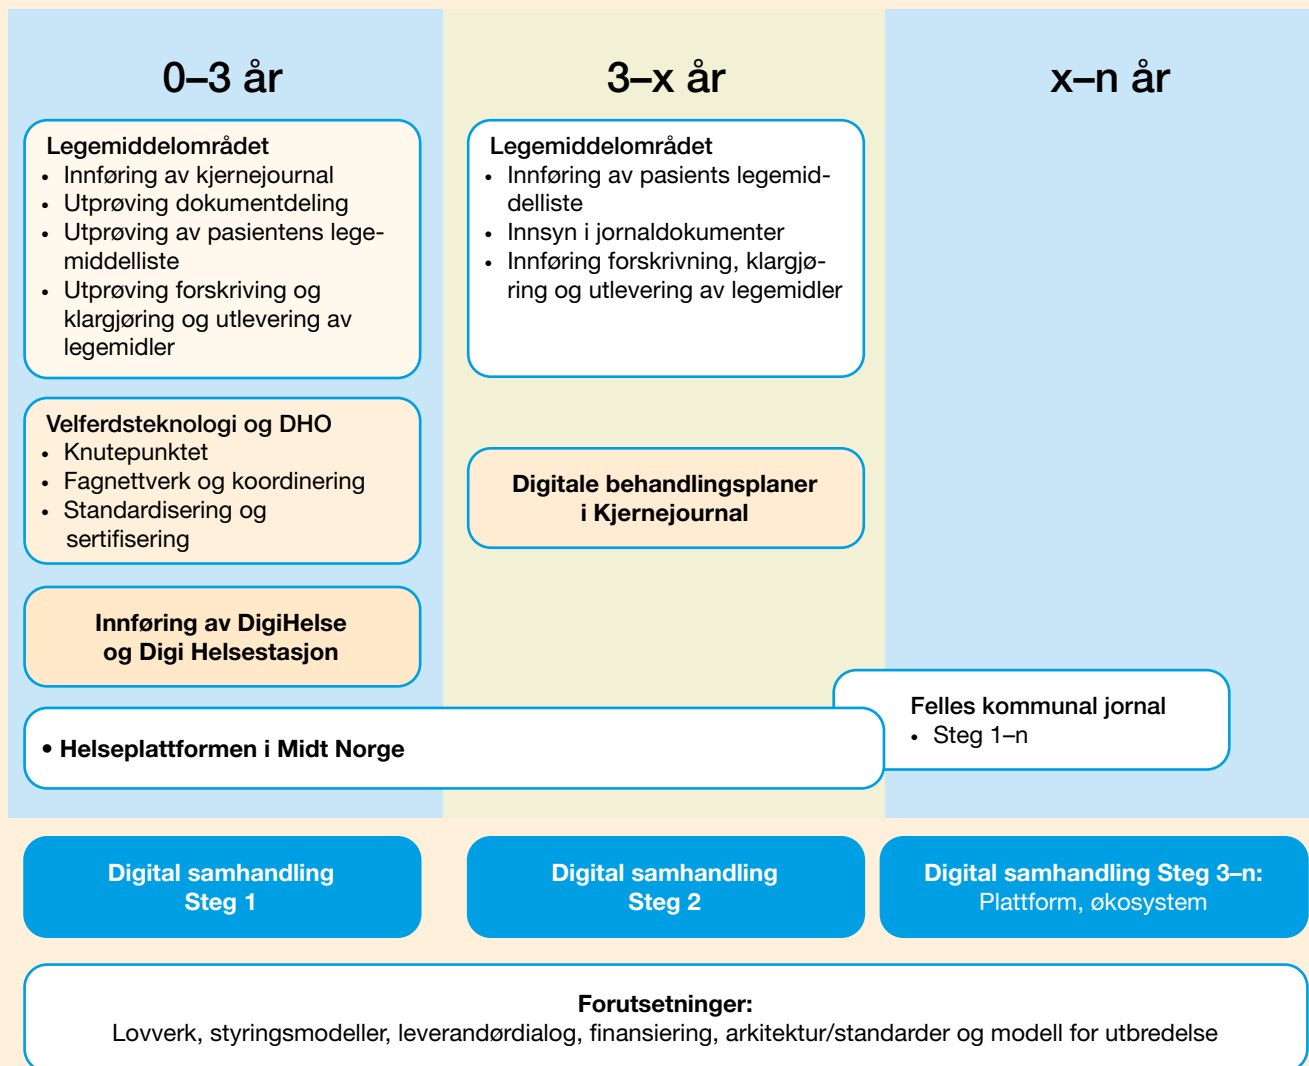 0–3 år
Legemiddelområdet
• Innføring av kjernejournal
• Utprøving dokumentdeling
• Utprøving av pasientens lege-
middelliste
• Utprøving forskriving og
klargjøring og utlevering av
legemidler
Velferdsteknologi og DHO
• Knutepunktet
• Fagnettverk og koordinering
• Standardisering og
sertifisering
Innføring av DigiHelse
og Digi Helsestasjon
3–x år
Legemiddelområdet
• Innføring av pasients legemid-
delliste
• Innsyn i jornaldokumenter
• Innføring forskrivning, klargjø-
ring og utlevering av legemidler
Digitale behandlingsplaner
i Kjernejournal
x–n år
Felles kommunal jornal
• Steg 1–n
• Helseplattformen i Midt Norge
Digital samhandling
Steg 1
Digital samhandling
Steg 2
Digital samhandling Steg 3–n:
Plattform, økosystem
Forutsetninger:
Lovverk, styringsmodeller, leverandørdialog, finansiering, arkitektur/standarder og modell for utbredelse